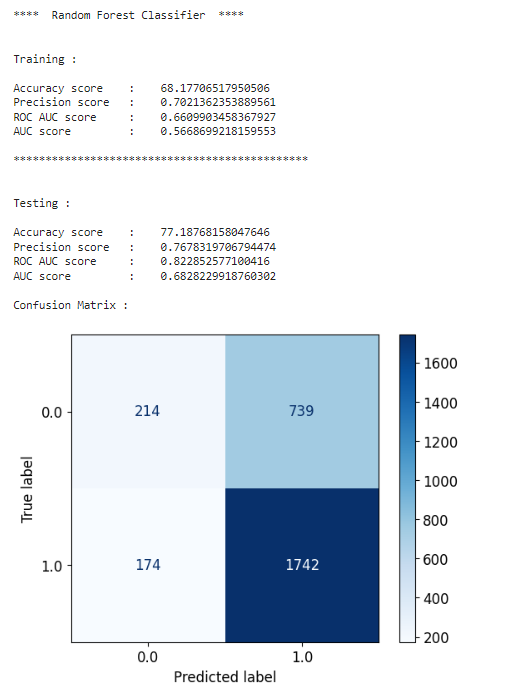 **** Random Forest Classifier ****
Training :
Accuracy score : 68.17706517950506
Precision score : 0.7021362353889561
ROC AUC score : 0.6609903458367927
AUC score : 0.5668699218159553
**********************************************
Testing :
Accuracy score : 77.18768158047646
Precision score : 0.7678319706794474
ROC AUC score : 0.822852577100416
AUC score : 0.6828229918760302
Confusion Matrix :
1600
1400
1200
1000
800
600
400
200
True label
0.0
214
739
1.0
174
1742
0.0
1.0
Predicted label